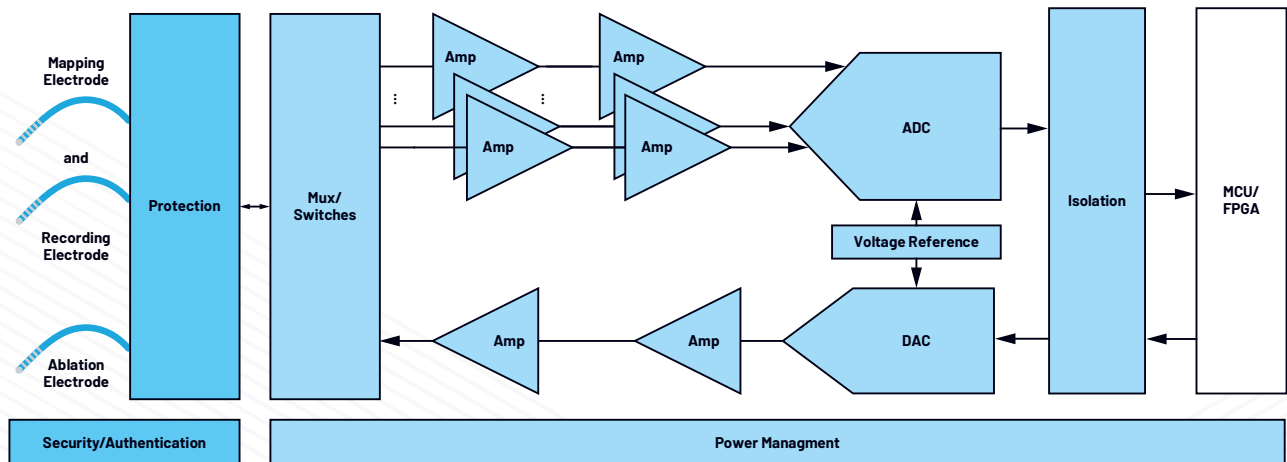 Mapping
Electrode
and
Recording
Electrode
Ablation
Electrode
Protection
Mux/
Switches
Amp
Amp
Amp
Amp
ADC
Voltage Reference
Amp
Amp
DAC
Isolation
MCU/
FPGA
Security/Authentication
Power Managment